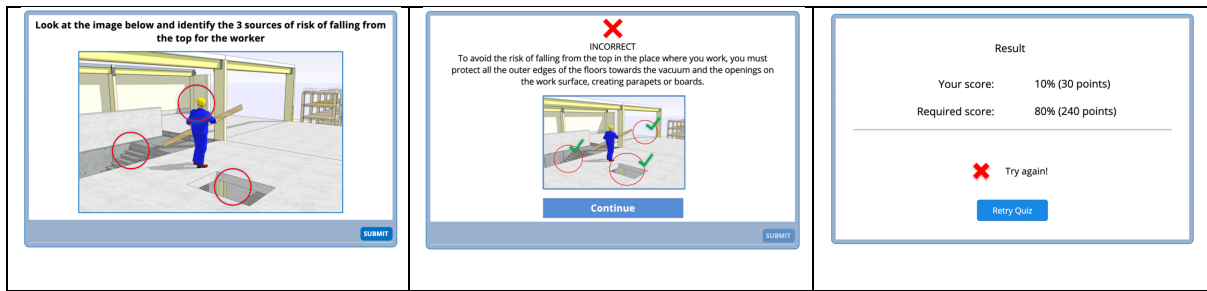 Look at the image below and identify the 3 sources of risk of falling from
the top for the worker
SUBMIT
INCORRECT
To avoid the risk of falling from the top in the place where you work, you must
protect all the outer edges of the floors towards the vacuum and the openings on
the work surface, creating parapets or boards.
Continue
SUBMIT
Result
Your score: 10% (30 points)
Required score: 80% (240 points)
Try again!
Retry Quiz